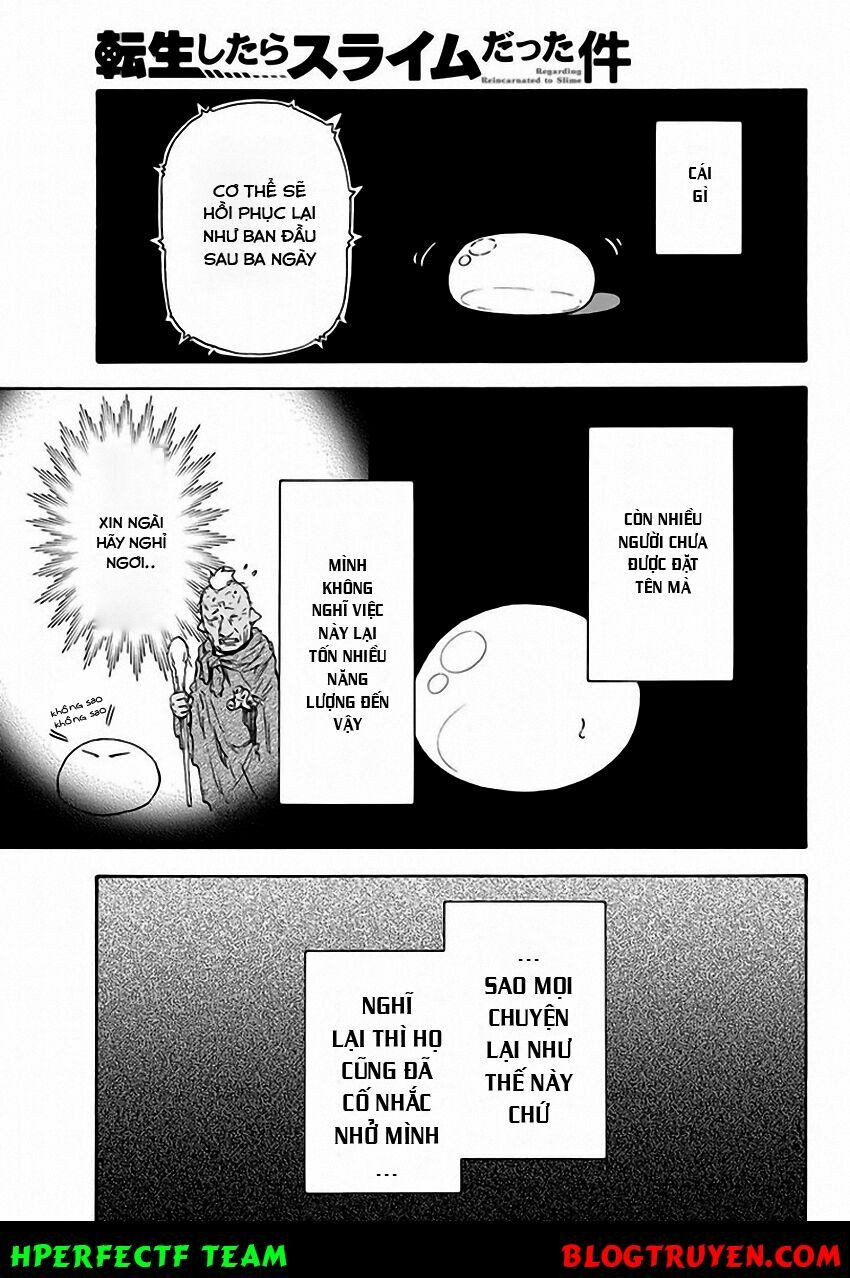 転生したらスライムだった件
Regarding
Reincarnated to Slime
CÁI
GÌ
CƠ THỂ SẼ
HỒI PHỤC LẠI
NHƯ BAN ĐẦU
SAU BA NGÀY
CÒN NHIỀU
NGƯỜI CHƯA
ĐƯỢC ĐẶT
TÊN MÀ
MÌNH
KHÔNG
NGHĨ VIỆC
NÀY LẠI
TỐN NHIỀU
NĂNG
LƯỢNG ĐẾN
VẬY
XIN NGÀI
HÃY NGHỈ
NGƠI..
không sao
không sao
...
SAO MỌI
CHUYỆN
LẠI NHƯ
THẾ NÀY
CHỨ
NGHĨ
LẠI THÌ HỌ
CŨNG ĐÃ
CỐ NHẮC
NHỞ MÌNH
...
HPERFECTF TEAM
BLOGTRUYEN.COM